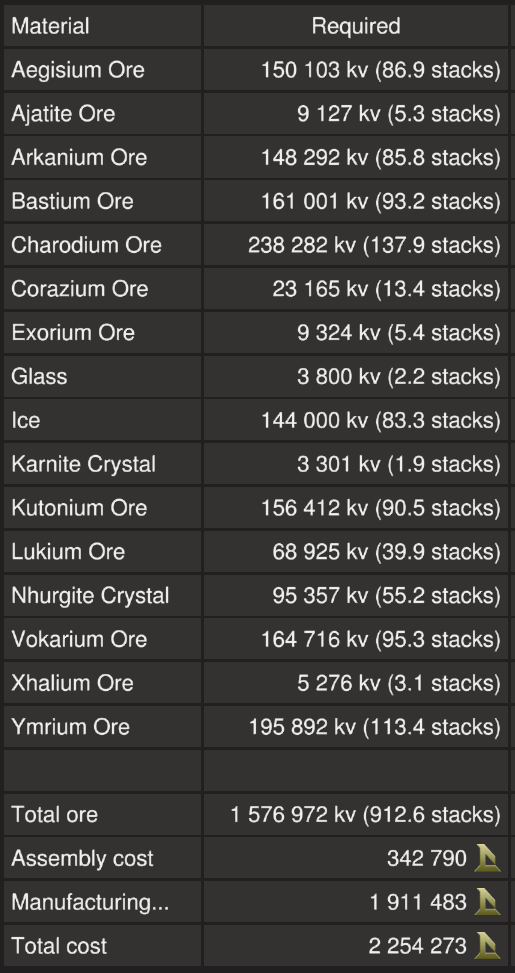 Material Required
Aegisium Ore 150 103 kv (86.9 stacks)
Ajatite Ore 9 127 kv (5.3 stacks)
Arkanium Ore 148 292 kv (85.8 stacks)
Bastium Ore 161 001 kv (93.2 stacks)
Charodium Ore 238 282 kv (137.9 stacks)
Corazium Ore 23 165 kv (13.4 stacks)
Exorium Ore 9 324 kv (5.4 stacks)
Glass 3 800 kv (2.2 stacks)
Ice 144 000 kv (83.3 stacks)
Karnite Crystal 3 301 kv (1.9 stacks)
Kutonium Ore 156 412 kv (90.5 stacks)
Lukium Ore 68 925 kv (39.9 stacks)
Nhurgite Crystal 95 357 kv (55.2 stacks)
Vokarium Ore 164 716 kv (95.3 stacks)
Xhalium Ore 5 276 kv (3.1 stacks)
Ymrium Ore 195 892 kv (113.4 stacks)
Total ore 1 576 972 kv (912.6 stacks)
Assembly cost 342 790
Manufacturing... 1 911 483
Total cost 2 254 273